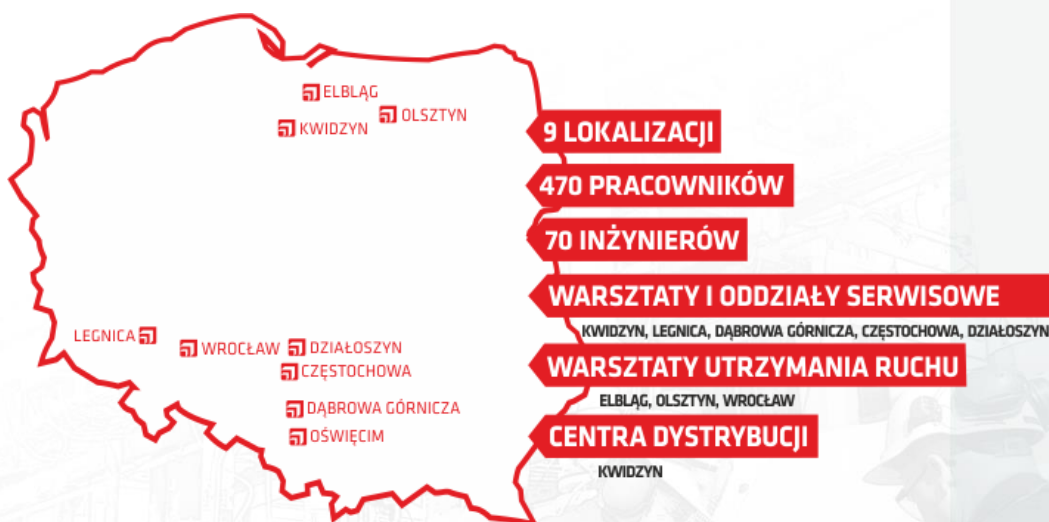 ELBLĄG
OLSZTYN
KWIDZYN
LEGNICA
WROCŁAW
DZIAŁOSZYN
CZĘSTOCHOWA
DĄBROWA GÓRNICZA
OŚWIĘCIM
9 LOKALIZACJI
470 PRACOWNIKÓW
70 INŻYNIERÓW
WARSZTATY I ODDZIAŁY SERWISOWE
KWIDZYN, LEGNICA, DĄBROWA GÓRNICZA, CZĘSTOCHOWA, DZIAŁOSZYN
WARSZTATY UTRZYMANIA RUCHU
ELBLĄG, OLSZTYN, WROCŁAW
CENTRA DYSTRYBUCJI
KWIDZYN